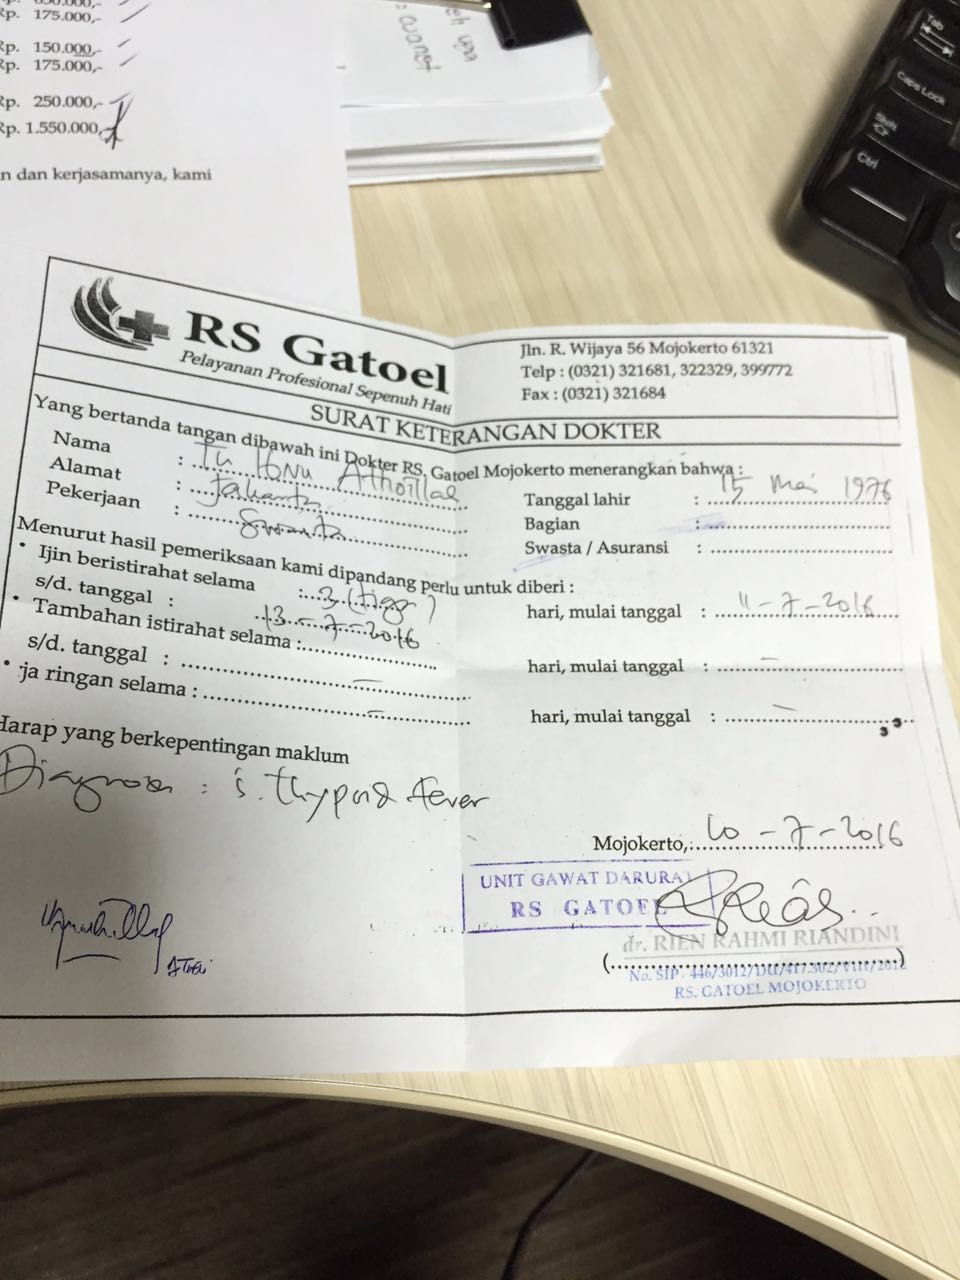 Rp. 175.000,-
Rp. 150.000,-
Rp. 175.000,-
Rp. 250.000,-
Rp. 1.550.000,
n dan kerjasamanya, kami
Tab
Caps Lock
Shift
Ctrl
RS Gatoel
Pelayanan Profesional Sepenuh Hati
Jln. R. Wijaya 56 Mojokerto 61321
Telp : (0321) 321681, 322329, 399772
Fax : (0321) 321684
SURAT KETERANGAN DOKTER
Yang bertanda tangan dibawah ini Dokter RS, Gatoel Mojokerto menerangkan bahwa :
Nama : Ibnu Athoillah
Tanggal lahir : 15 Mei 1976
Alamat : Jakarta
Bagian :
Pekerjaan : Swasta
Swasta / Asuransi :
Menurut hasil pemeriksaan kami dipandang perlu untuk diberi :
• Ijin beristirahat selama : 3 (tiga) hari, mulai tanggal : 11-7-2016
s/d. tanggal : 13-7-2016
• Tambahan istirahat selama : hari, mulai tanggal : -
s/d. tanggal : -
• ja ringan selama : - hari, mulai tanggal : -
Harap yang berkepentingan maklum
Diagnosa : s. thypoid fever
Mojokerto, 10-7-2016
UNIT GAWAT DARURAT
RS GATOEL
dr. RIEN RAHMI RIANDINI
No. SIP. 446/3012/DU/417.302/VIII/2012
RS. GATOEL MOJOKERTO